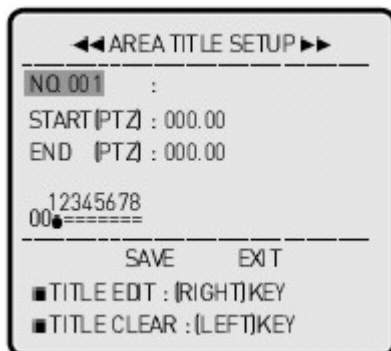 ◀◀ AREA TITLE SETUP ▶▶
NO. 001 :
START (PTZ) : 000.00
END (PTZ) : 000.00
12345678
00●=======
SAVE EXIT
■ TITLE EDIT : (RIGHT) KEY
■ TITLE CLEAR : (LEFT) KEY